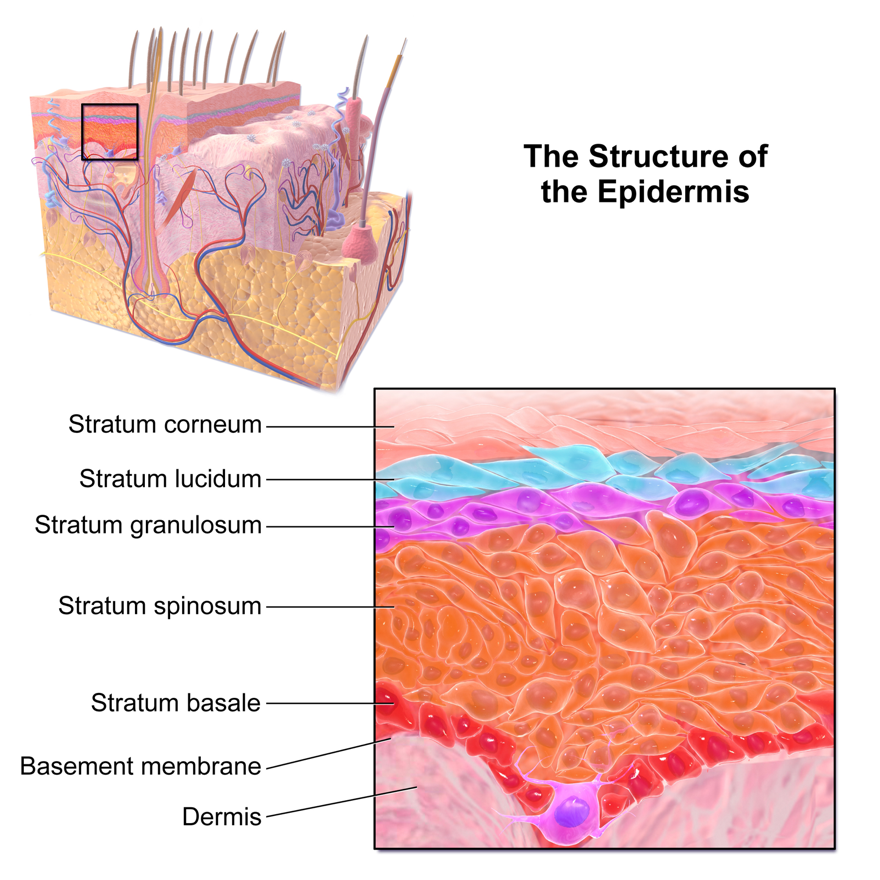 The Structure of
the Epidermis
Stratum corneum
Stratum lucidum
Stratum granulosum
Stratum spinosum
Stratum basale
Basement membrane
Dermis